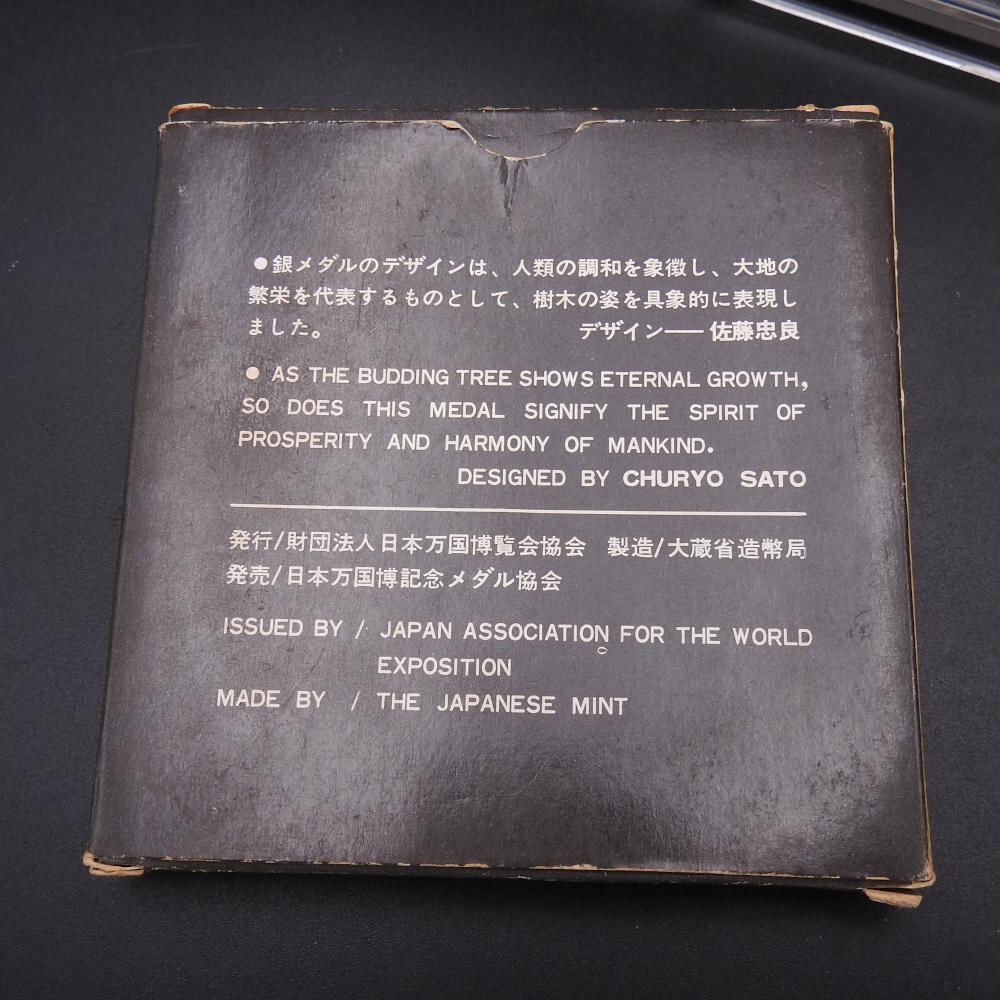 ●銀メダルのデザインは、人類の調和を象徴し、大地の
繁栄を代表するものとして、樹木の姿を具象的に表現し
ました。 デザイン── 佐藤忠良
● AS THE BUDDING TREE SHOWS ETERNAL GROWTH,
SO DOES THIS MEDAL SIGNIFY THE SPIRIT OF
PROSPERITY AND HARMONY OF MANKIND.
DESIGNED BY CHURYO SATO
発行/財団法人日本万国博覧会協会 製造/大蔵省造幣局
発売/日本万国博記念メダル協会
ISSUED BY / JAPAN ASSOCIATION FOR THE WORLD
EXPOSITION
MADE BY / THE JAPANESE MINT